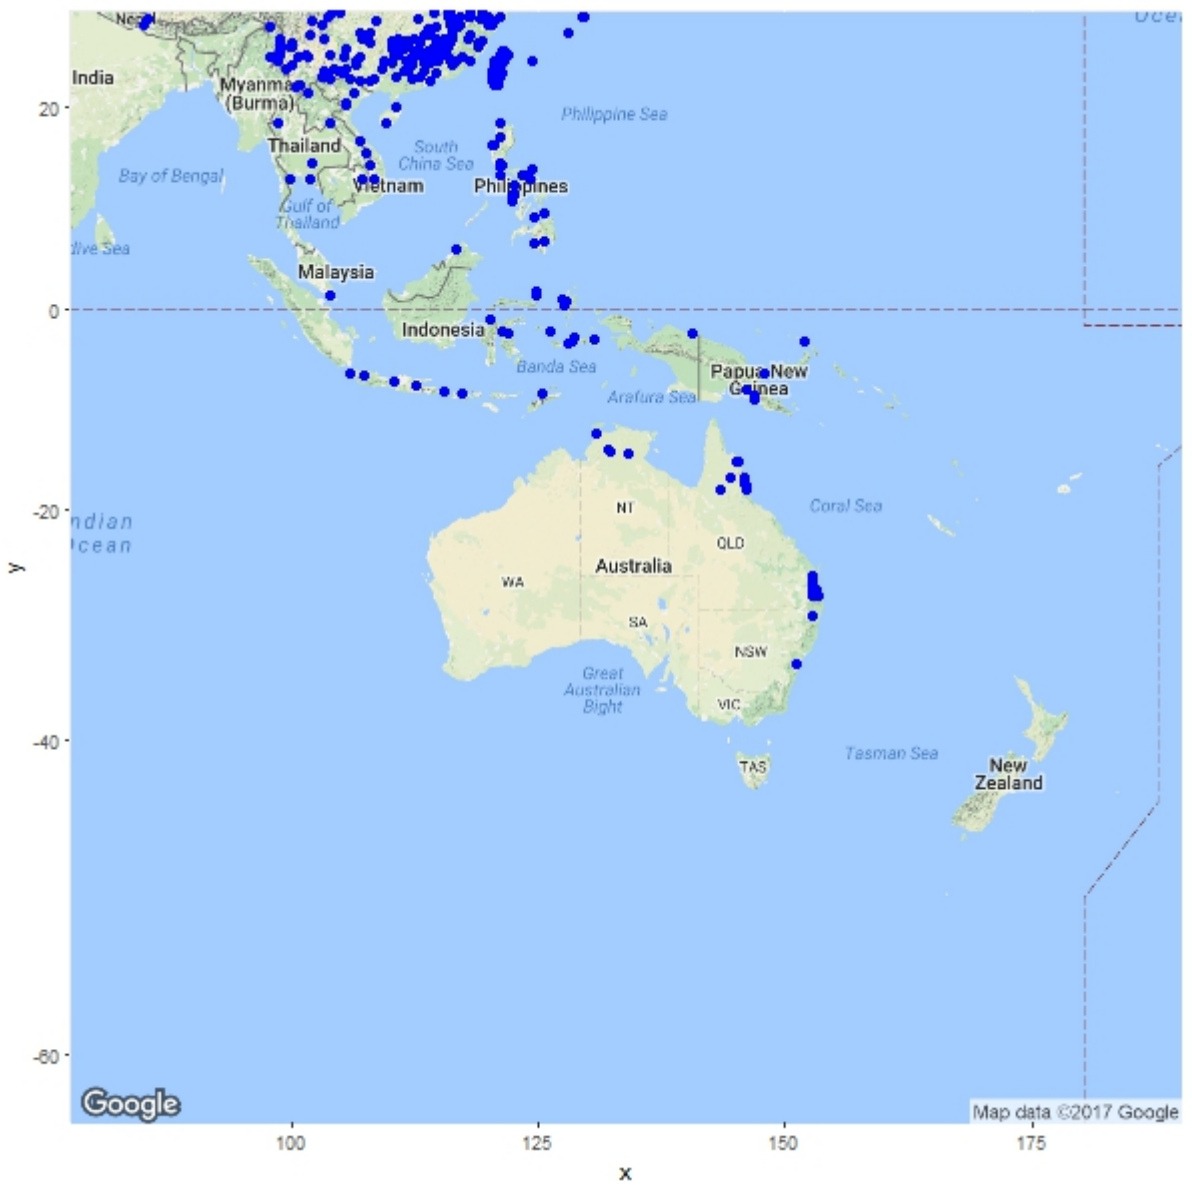 Nepal
Ocea
India
Myanma
(Burma)
20
Philippine Sea
Thailand
South
China Sea
Bay of Bengal
Vietnam
Philippines
Gulf of
Thailand
dive Sea
Malaysia
0
Indonesia
Banda Sea
Papua New
Guinea
Arafura Sea
-20
NT
Coral Sea
ndian
cean
QLD
Australia
WA
y
SA
NSW
Great
Australian
Bight
VIC
-40
Tasman Sea
TAS
New
Zealand
-60
Google
Map data ©2017 Google
100
125
150
175
x